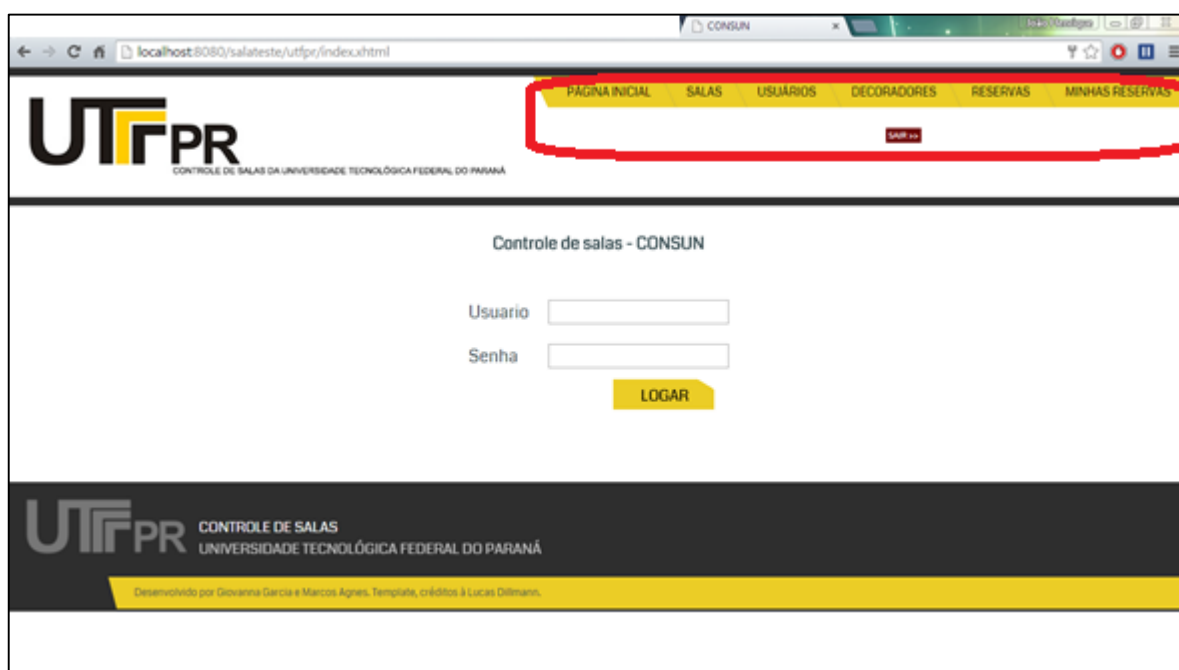 CONSUN
localhost:8080/salateste/utfpr/index.xhtml
PÁGINA INICIAL SALAS USUÁRIOS DECORADORES RESERVAS MINHAS RESERVAS
SAIR >>
UTFPR
CONTROLE DE SALAS DA UNIVERSIDADE TECNOLÓGICA FEDERAL DO PARANÁ
Controle de salas - CONSUN
Usuario
Senha
LOGAR
UTFPR
CONTROLE DE SALAS
UNIVERSIDADE TECNOLÓGICA FEDERAL DO PARANÁ
Desenvolvido por Giovanna Garcia e Marcos Agnes. Template, créditos à Lucas Dillmann.